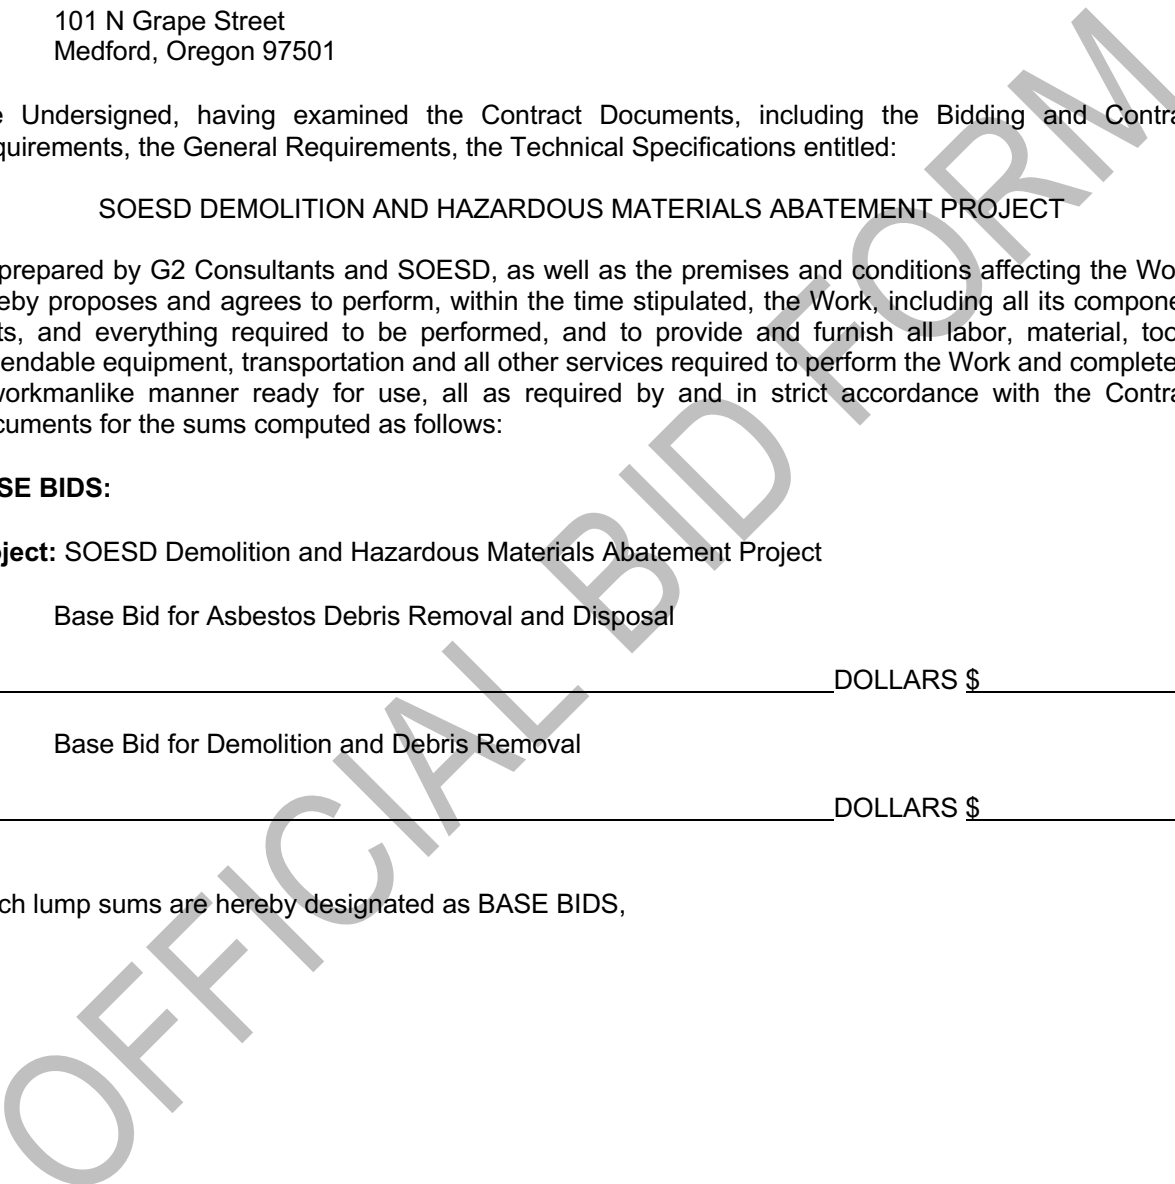 101 N Grape Street
Medford, Oregon 97501
e Undersigned, having examined the Contract Documents, including the Bidding and Contra
quirements, the General Requirements, the Technical Specifications entitled:
SOESD DEMOLITION AND HAZARDOUS MATERIALS ABATEMENT PROJECT
prepared by G2 Consultants and SOESD, as well as the premises and conditions affecting the Wo
eby proposes and agrees to perform, within the time stipulated, the Work, including all its compone
ts, and everything required to be performed, and to provide and furnish all labor, material, too
endable equipment, transportation and all other services required to perform the Work and complete
workmanlike manner ready for use, all as required by and in strict accordance with the Contra
cuments for the sums computed as follows:
SE BIDS:
ject: SOESD Demolition and Hazardous Materials Abatement Project
Base Bid for Asbestos Debris Removal and Disposal
DOLLARS $
Base Bid for Demolition and Debris Removal
DOLLARS $
ch lump sums are hereby designated as BASE BIDS,
OFFICIAL BID FORM